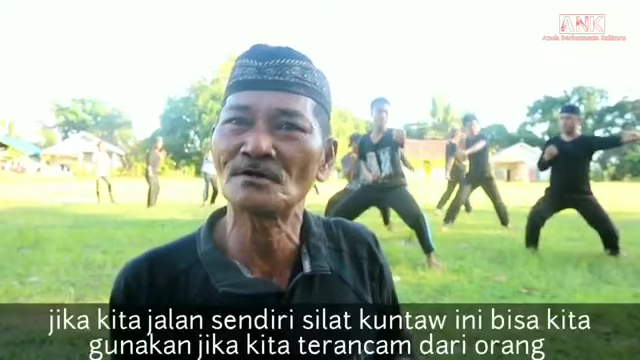 ANK
jika kita jalan sendiri silat kuntaw ini bisa kita
gunakan jika kita terancam dari orang